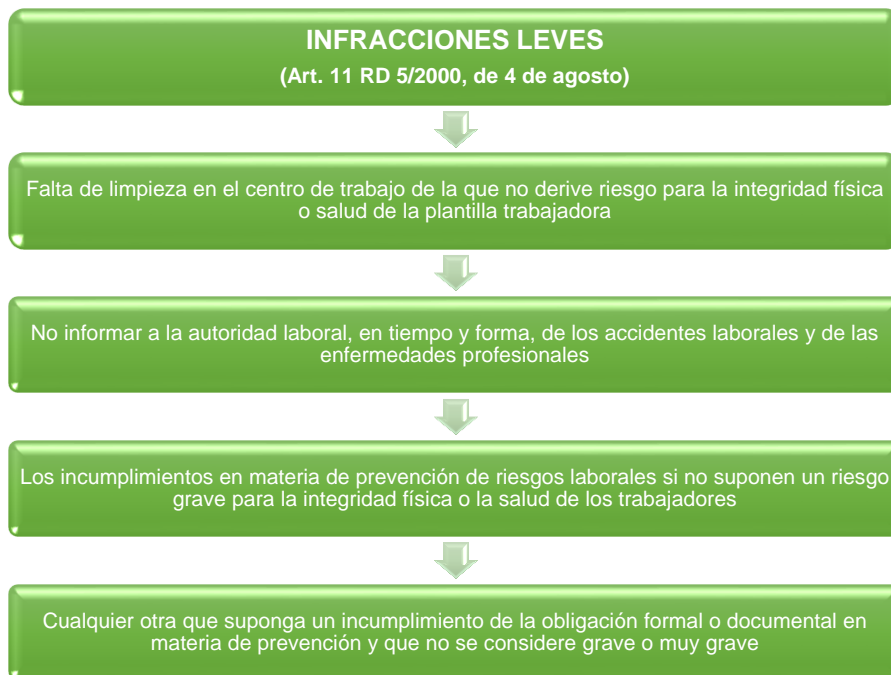 INFRACCIONES LEVES
(Art. 11 RD 5/2000, de 4 de agosto)
Falta de limpieza en el centro de trabajo de la que no derive riesgo para la integridad física
o salud de la plantilla trabajadora
No informar a la autoridad laboral, en tiempo y forma, de los accidentes laborales y de las
enfermedades profesionales
Los incumplimientos en materia de prevención de riesgos laborales si no suponen un riesgo
grave para la integridad física o la salud de los trabajadores
Cualquier otra que suponga un incumplimiento de la obligación formal o documental en
materia de prevención y que no se considere grave o muy grave